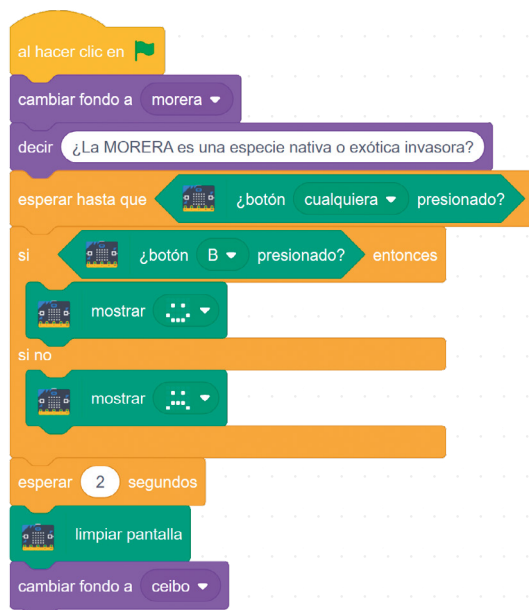 al hacer clic en
cambiar fondo a morera
decir ¿La MORERA es una especie nativa o exótica invasora?
esperar hasta que ¿botón cualquiera presionado?
si ¿botón B presionado? entonces
mostrar
si no
mostrar
esperar 2 segundos
limpiar pantalla
cambiar fondo a ceibo